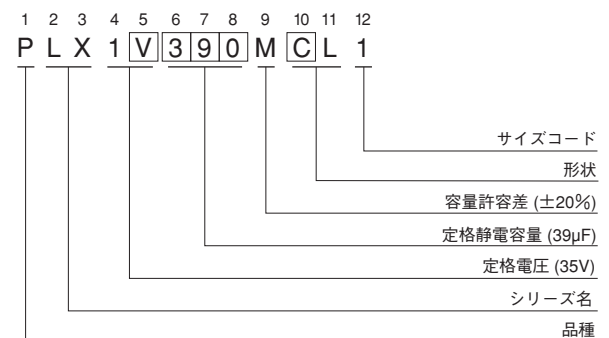 1 2 3 4 5 6 7 8 9 10 11 12
P L X 1 V 3 9 0 M C L 1
サイズコード
形状
容量許容差 (±20%)
定格静電容量 (39µF)
定格電圧 (35V)
シリーズ名
品種